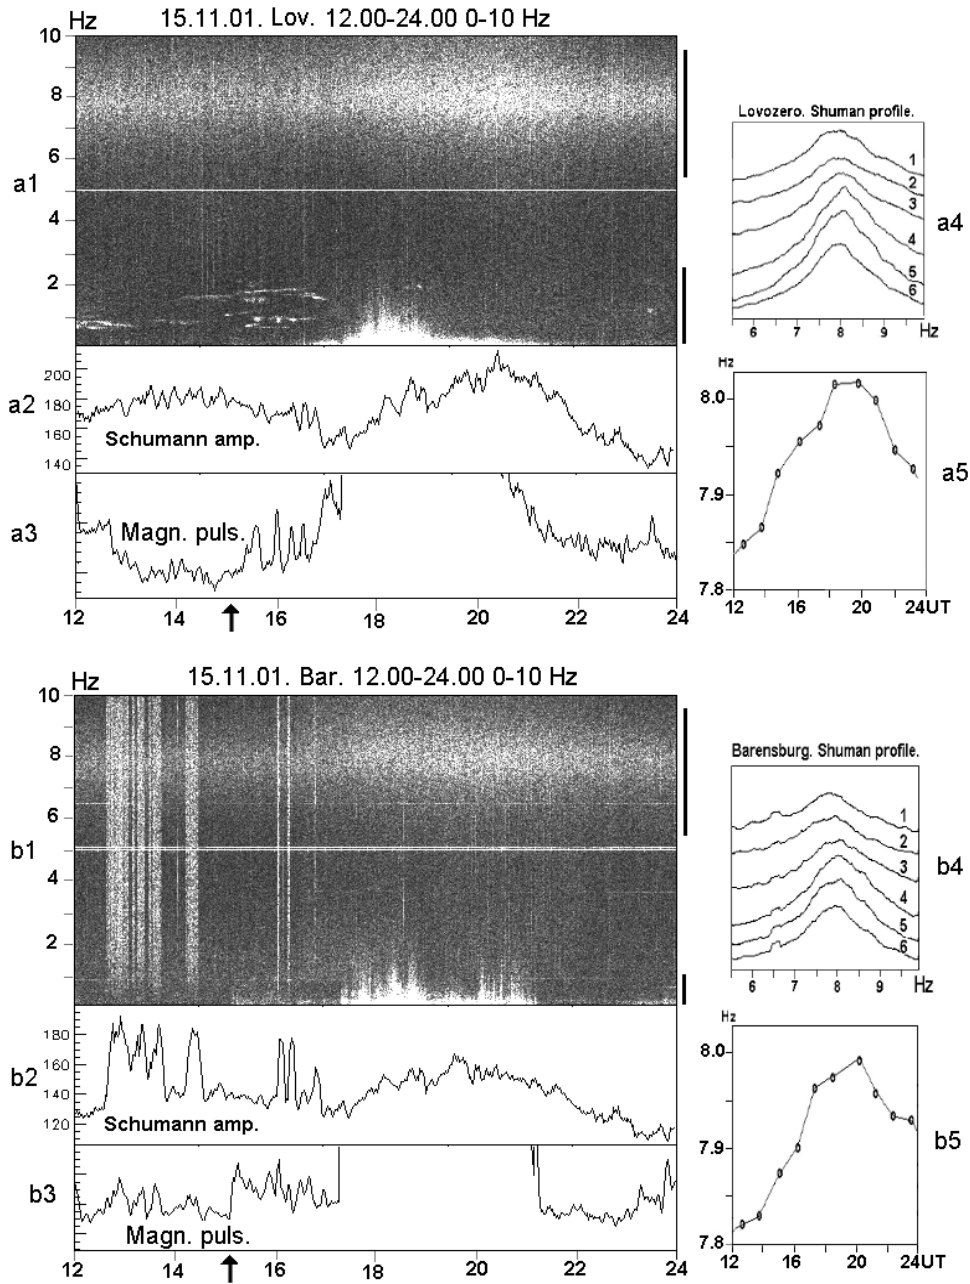 Hz 15.11.01. Lov. 12.00-24.00 0-10 Hz
10
8
6
a1
4
2
200
a2 180
160
140
Schumann amp.
a3
Magn. puls.
12 14 16 18 20 22 24
Lovozero. Shuman profile.
1
2
3
4
5
6
6 7 8 9 Hz
a4
Hz
8.0
7.9
7.8
12 16 20 24UT
a5
Hz 15.11.01. Bar. 12.00-24.00 0-10 Hz
10
8
6
b1
4
2
180
160
b2
140
120
Schumann amp.
b3
Magn. puls.
12 14 16 18 20 22 24
Barensburg. Shuman profile.
1
2
3
4
5
6
6 7 8 9 Hz
b4
Hz
8.0
7.9
7.8
12 16 20 24UT
b5